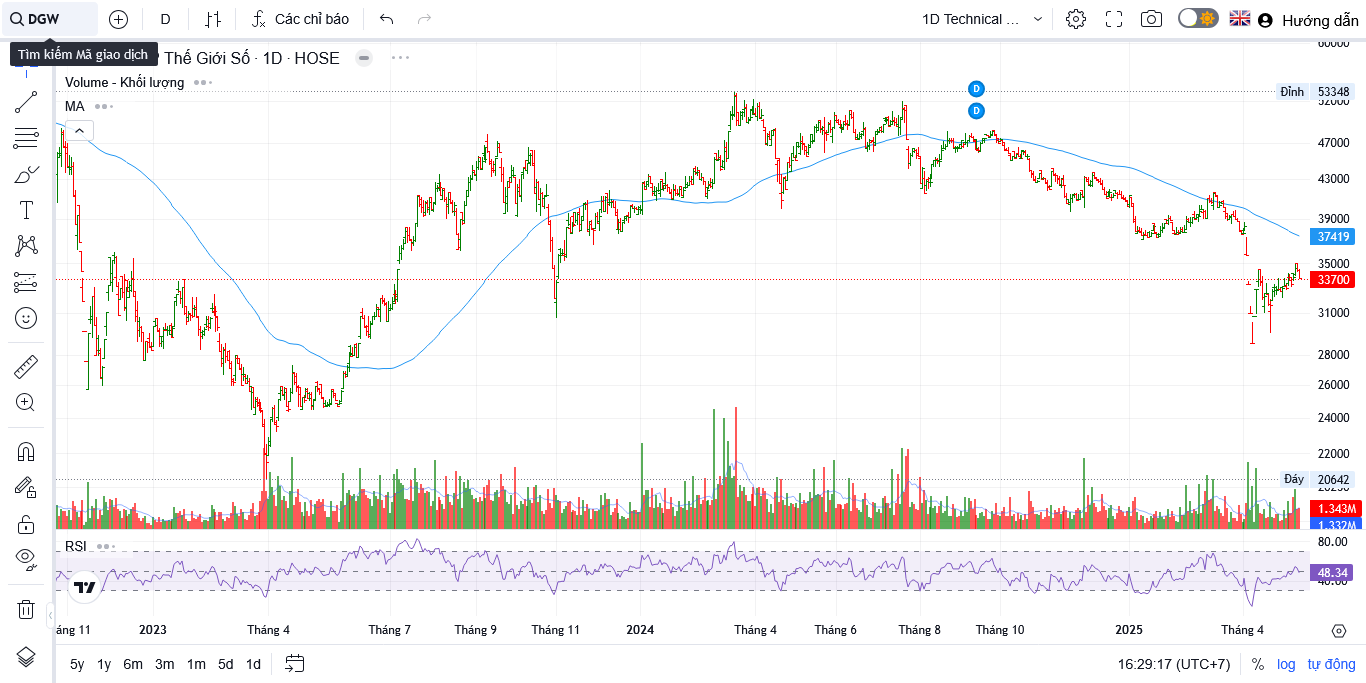 DGW
D
Các chỉ báo
1D Technical ...
Hướng dẫn
Tìm kiếm Mã giao dịch
Thế Giới Số · 1D · HOSE
Volume - Khối lượng
MA
D
D
60000
Đỉnh 53348
52000
47000
43000
39000
37419
35000
33700
31000
28000
26000
24000
22000
Đáy 20642
1.343M
1.332M
RSI
80.00
48.34
40.00
áng 11
2023
Tháng 4
Tháng 7
Tháng 9
Tháng 11
2024
Tháng 4
Tháng 6
Tháng 8
Tháng 10
2025
Tháng 4
5y 1y 6m 3m 1m 5d 1d
16:29:17 (UTC+7)
% log tự động